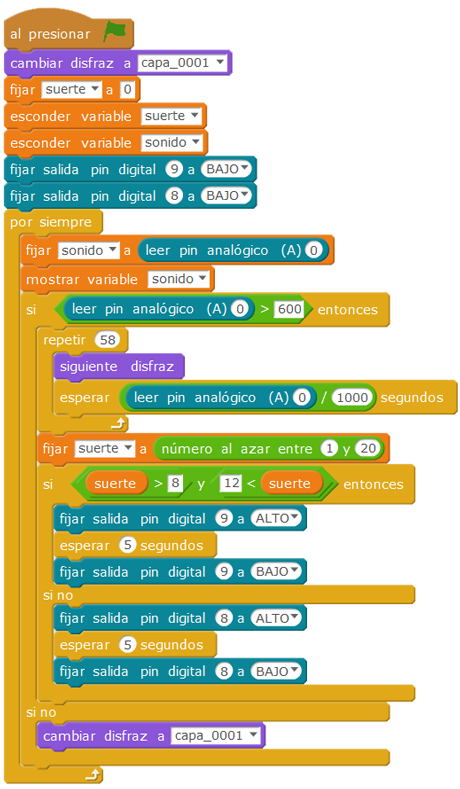 al presionar
cambiar disfraz a capa_0001
fijar suerte a 0
esconder variable suerte
esconder variable sonido
fijar salida pin digital 9 a BAJO
fijar salida pin digital 8 a BAJO
por siempre
fijar sonido a leer pin analógico (A) 0
mostrar variable sonido
si leer pin analógico (A) 0 > 600 entonces
repetir 58
siguiente disfraz
esperar leer pin analógico (A) 0 / 1000 segundos
fijar suerte a número al azar entre 1 y 20
si suerte > 8 y 12 < suerte entonces
fijar salida pin digital 9 a ALTO
esperar 5 segundos
fijar salida pin digital 9 a BAJO
si no
fijar salida pin digital 8 a ALTO
esperar 5 segundos
fijar salida pin digital 8 a BAJO
si no
cambiar disfraz a capa_0001